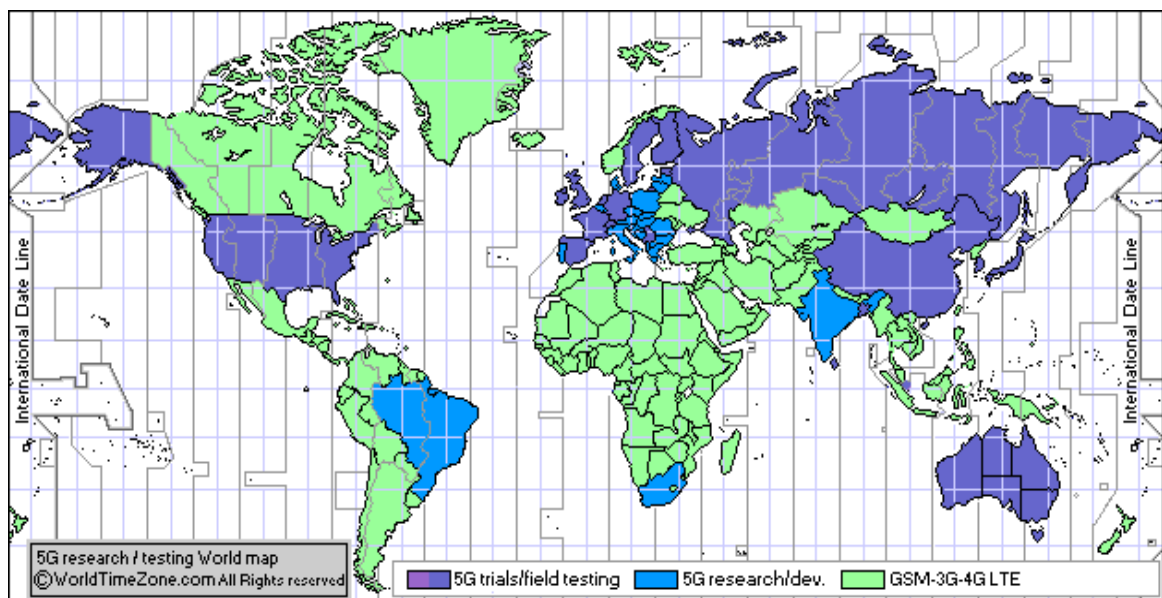 International Date Line
International Date Line
5G research / testing World map
©WorldTimeZone.com All Rights reserved
5G trials/field testing
5G research/dev.
GSM-3G-4G LTE